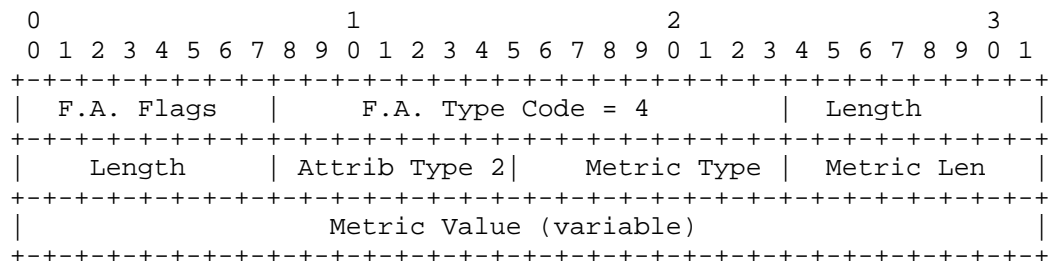 0                   1                   2                   3
0 1 2 3 4 5 6 7 8 9 0 1 2 3 4 5 6 7 8 9 0 1 2 3 4 5 6 7 8 9 0 1
+-+-+-+-+-+-+-+-+-+-+-+-+-+-+-+-+-+-+-+-+-+-+-+-+-+-+-+-+-+-+-+-+
|  F.A. Flags   |     F.A. Type Code = 4        |  Length       |
+-+-+-+-+-+-+-+-+-+-+-+-+-+-+-+-+-+-+-+-+-+-+-+-+-+-+-+-+-+-+-+-+
|    Length     | Attrib Type 2|    Metric Type |  Metric Len   |
+-+-+-+-+-+-+-+-+-+-+-+-+-+-+-+-+-+-+-+-+-+-+-+-+-+-+-+-+-+-+-+-+
|                   Metric Value (variable)                     |
+-+-+-+-+-+-+-+-+-+-+-+-+-+-+-+-+-+-+-+-+-+-+-+-+-+-+-+-+-+-+-+-+